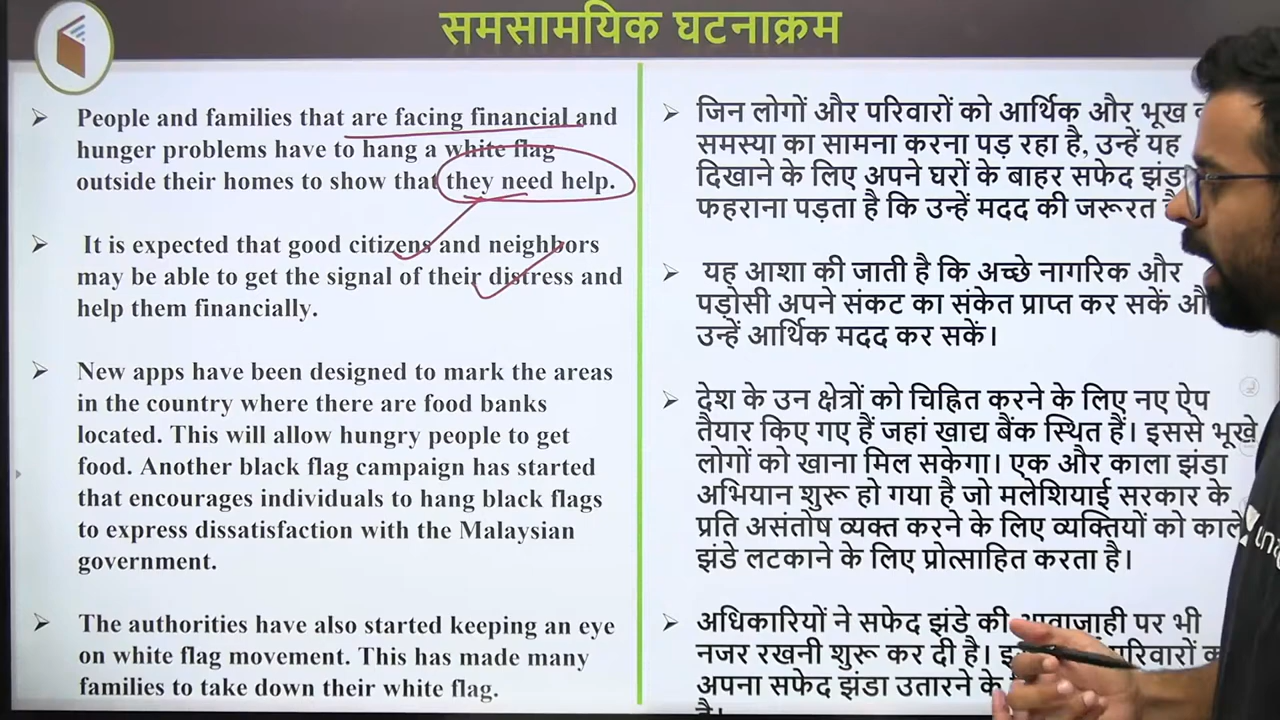 समसामयिक घटनाक्रम
People and families that are facing financial and
hunger problems have to hang a white flag
outside their homes to show that they need help.
It is expected that good citizens and neighbors
may be able to get the signal of their distress and
help them financially.
New apps have been designed to mark the areas
in the country where there are food banks
located. This will allow hungry people to get
food. Another black flag campaign has started
that encourages individuals to hang black flags
to express dissatisfaction with the Malaysian
government.
The authorities have also started keeping an eye
on white flag movement. This has made many
families to take down their white flag.
जिन लोगों और परिवारों को आर्थिक और भूख
समस्या का सामना करना पड़ रहा है, उन्हें यह
दिखाने के लिए अपने घरों के बाहर सफेद
फहराना पड़ता है कि उन्हें मदद की जरूरत
यह आशा की जाती है कि अच्छे नागरिक और
पड़ोसी अपने संकट का संकेत प्राप्त कर सकें
उन्हें आर्थिक मदद कर सकें।
देश के उन क्षेत्रों को चिह्नित करने के लिए नए ऐप
तैयार किए गए हैं जहां खाद्य बैंक स्थित हैं। इससे भूखे
लोगों को खाना मिल सकेगा। एक और काला झंडा
अभियान शुरू हो गया है जो मलेशियाई सरकार के
प्रति असंतोष व्यक्त करने के लिए व्यक्तियों को काले
झंडे लटकाने के लिए प्रोत्साहित करता है।
अधिकारियों ने सफेद झंडे की आवाजाही पर भी
नजर रखनी शुरू कर दी है।
अपना सफेद झंडा उतारने के